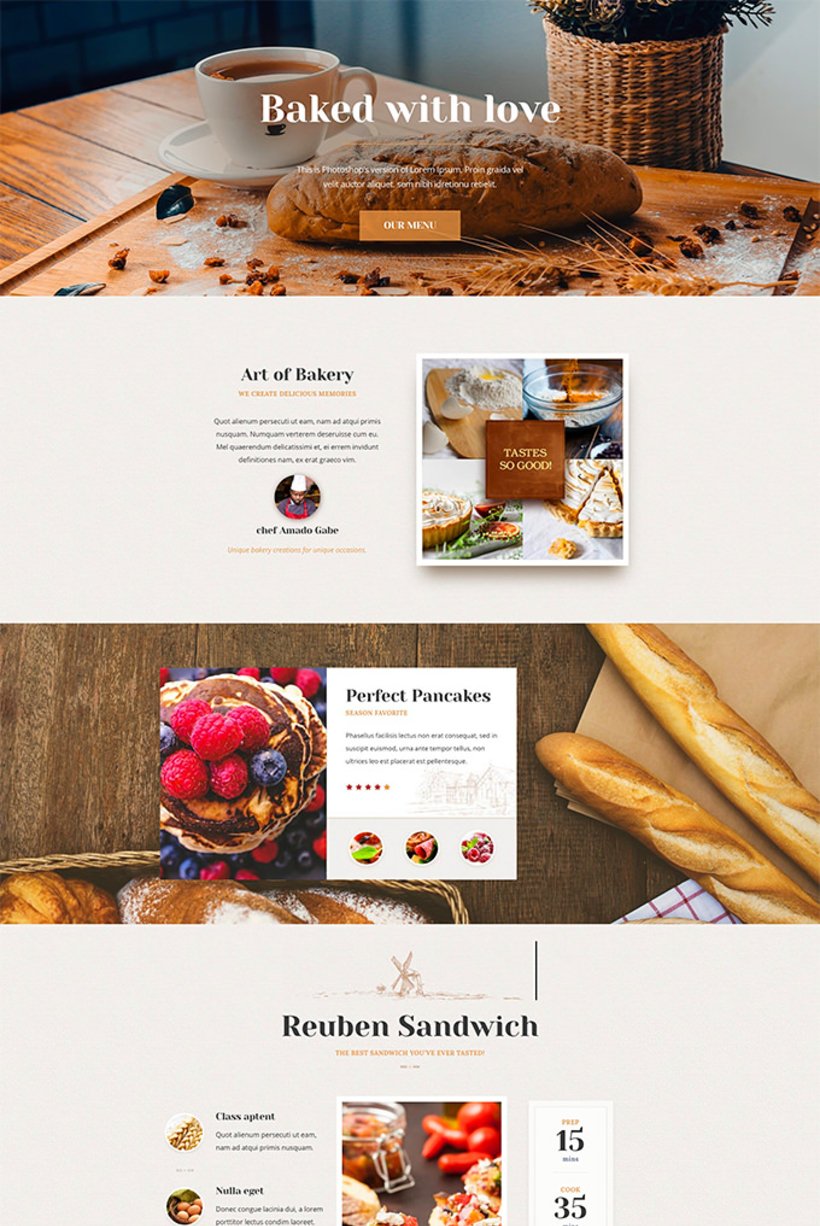 Baked with love
This is Photoshop's version of Lorem Ipsum. Proin graida vel
velit auctor aliquet. sem nibh idretionu retielit.
OUR MENU
Art of Bakery
WE CREATE DELICIOUS MEMORIES
Quot alienum persecuti ut eam, nam ad atqui primis
nusquam. Numquam verterem deseruisse cum eu.
Mel quaerendum delicatissimi et, ei errem invidunt
definitiones nam, ex erat graeco vim.
chef Amado Gabe
Unique bakery creations for unique occasions.
TASTES
SO GOOD!
Perfect Pancakes
SEASON FAVORITE
Phasellus facilisis lectus non erat consequat, sed in
suscipit euismod, urna ante tempor tellus, non
ultrices leo est placerat est pellentesque.
Reuben Sandwich
THE BEST SANDWICH YOU'VE EVER TASTED!
Class aptent
Quot alienum persecuti ut eam,
nam ad atqui primis nusquam.
Nulla eget
Donec congue lacinia dui, a lorem
porttitor lectus condim laoreet.
PREP
15
mins
COOK
35